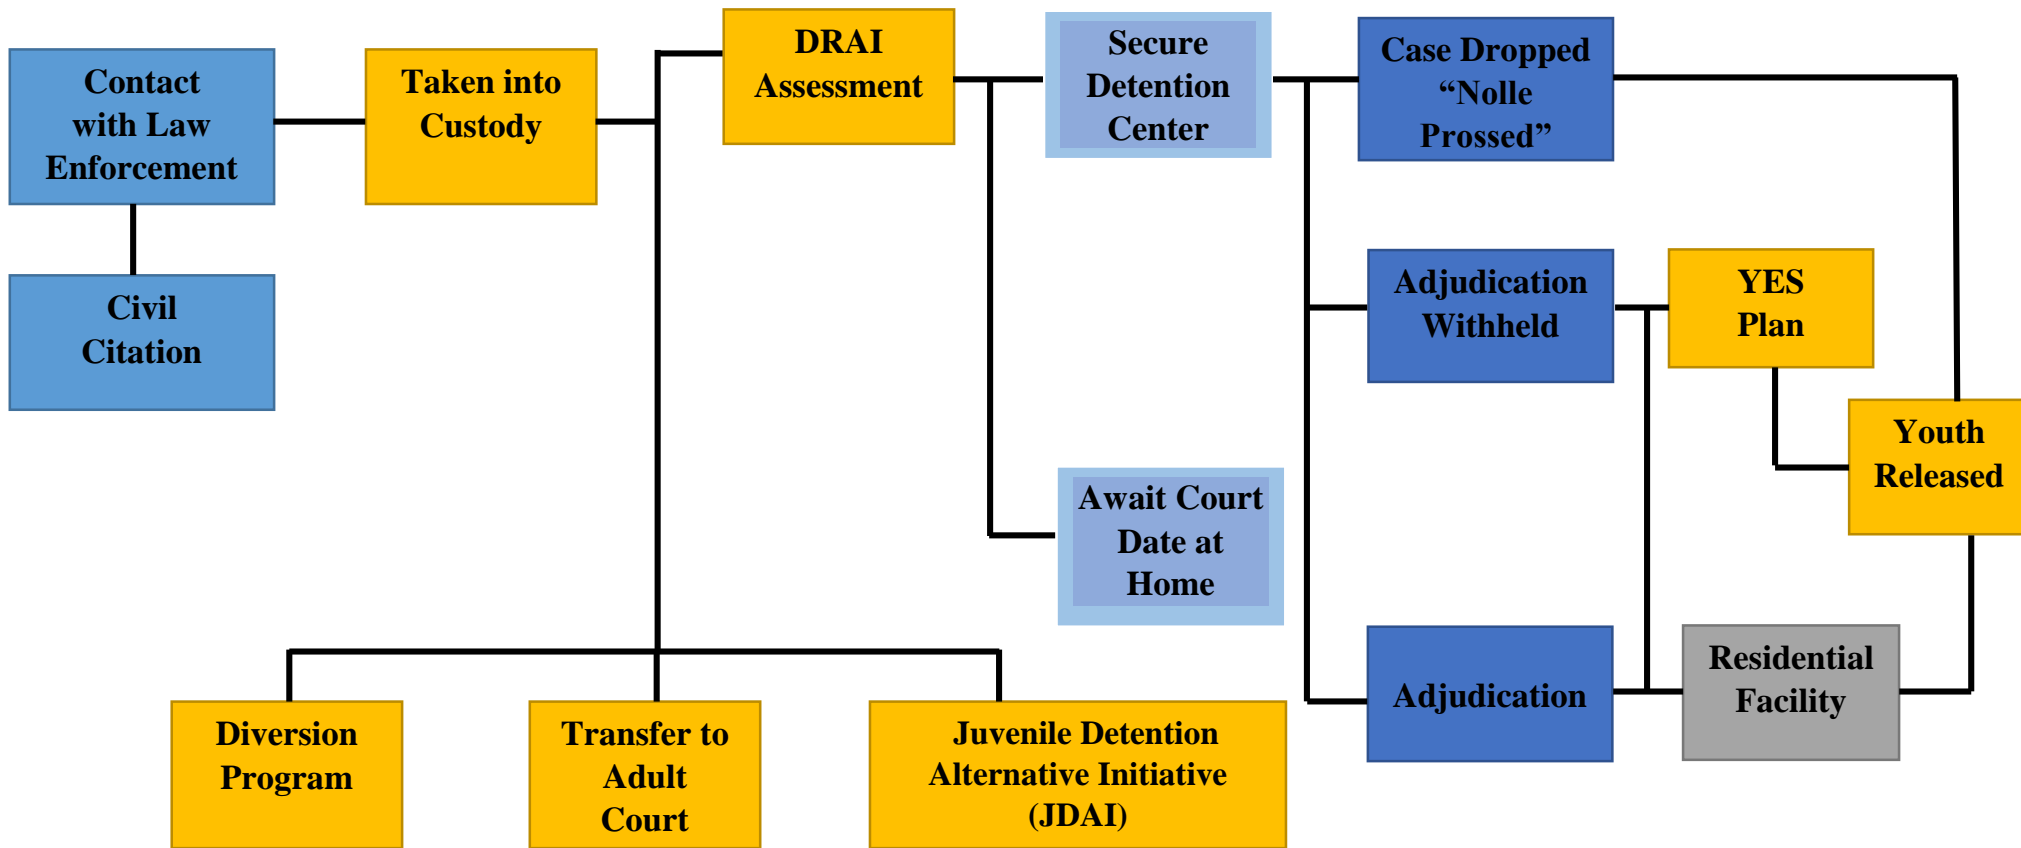 Contact
with Law
Enforcement
Civil
Citation
Taken into
Custody
DRAI
Assessment
Secure
Detention
Center
Await Court
Date at
Home
Case Dropped
“Nolle
Prossed”
Adjudication
Withheld
Adjudication
YES
Plan
Residential
Facility
Youth
Released
Diversion
Program
Transfer to
Adult
Court
Juvenile Detention
Alternative Initiative
(JDAI)